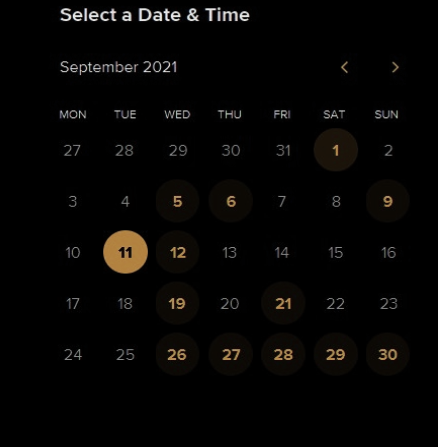 Select a Date & Time
September 2021
MON TUE WED THU FRI SAT SUN
27 28 29 30 31 1 2
3 4 5 6 7 8 9
10 11 12 13 14 15 16
17 18 19 20 21 22 23
24 25 26 27 28 29 30